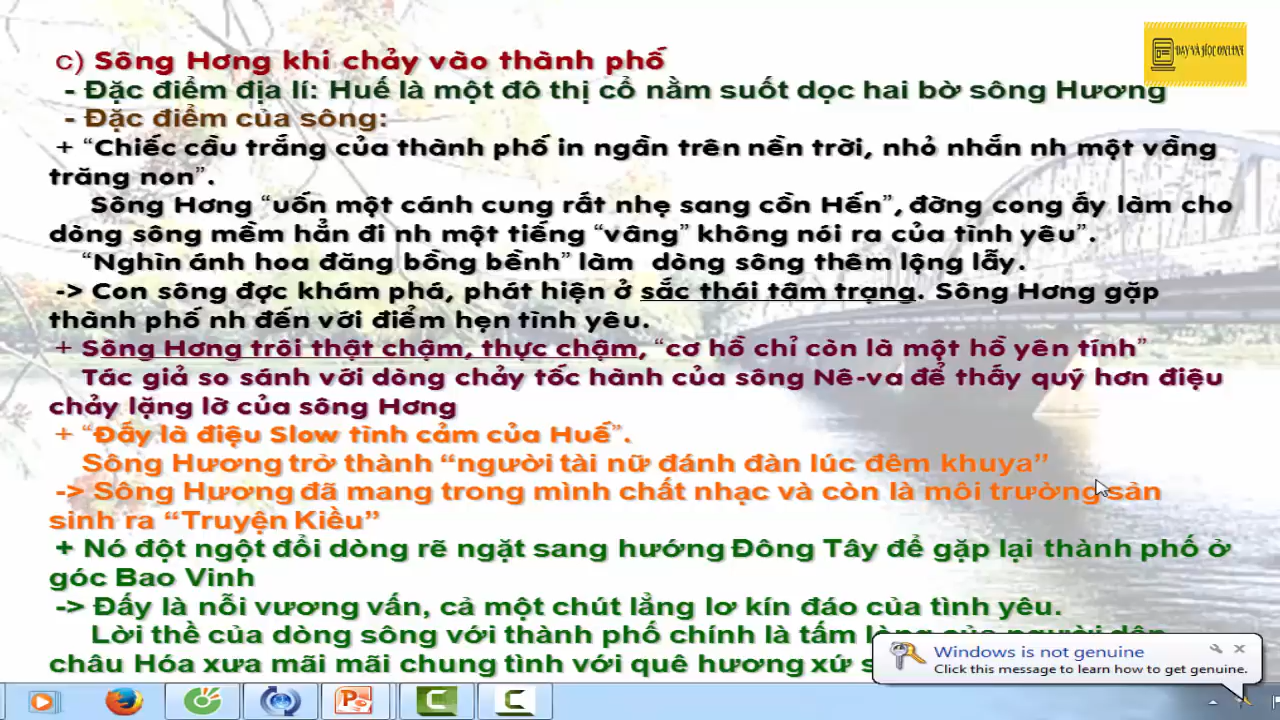 c) Sông Hơng khi chảy vào thành phố
DAY VÀ HỌC ONLINE
- Đặc điểm địa lí: Huế là một đô thị cổ nằm suốt dọc hai bờ sông Hương
- Đặc điểm của sông:
+ “Chiếc cầu trắng của thành phố in ngần trên nền trời, nhỏ nhắn nh một vầng
trăng non”.
Sông Hơng “uốn một cánh cung rất nhẹ sang cồn Hến”, đờng cong ấy làm cho
dòng sông mềm hẳn đi nh một tiếng “vâng” không nói ra của tình yêu”.
“Nghìn ánh hoa đăng bồng bềnh” làm dòng sông thêm lộng lẫy.
-> Con sông đợc khám phá, phát hiện ở sắc thái tâm trạng. Sông Hơng gặp
thành phố nh đến với điểm hẹn tình yêu.
+ Sông Hơng trôi thật chậm, thực chậm, “cơ hồ chỉ còn là một hồ yên tính”
Tác giả so sánh với dòng chảy tốc hành của sông Nê-va để thấy quý hơn điệu
chảy lặng lờ của sông Hơng
+ “Đấy là điệu Slow tình cảm của Huế”.
Sông Hương trở thành “người tài nữ đánh đàn lúc đêm khuya”
-> Sông Hương đã mang trong mình chất nhạc và còn là môi trường sản
sinh ra “Truyện Kiều”
+ Nó đột ngột đổi dòng rẽ ngặt sang hướng Đông Tây để gặp lại thành phố ở
góc Bao Vinh
-> Đấy là nỗi vương vấn, cả một chút lẳng lơ kín đáo của tình yêu.
Lời thề của dòng sông với thành phố chính là tấm lòng của người dân
châu Hóa xưa mãi mãi chung tình với quê hương xứ
Windows is not genuine
Click this message to learn how to get genuine.